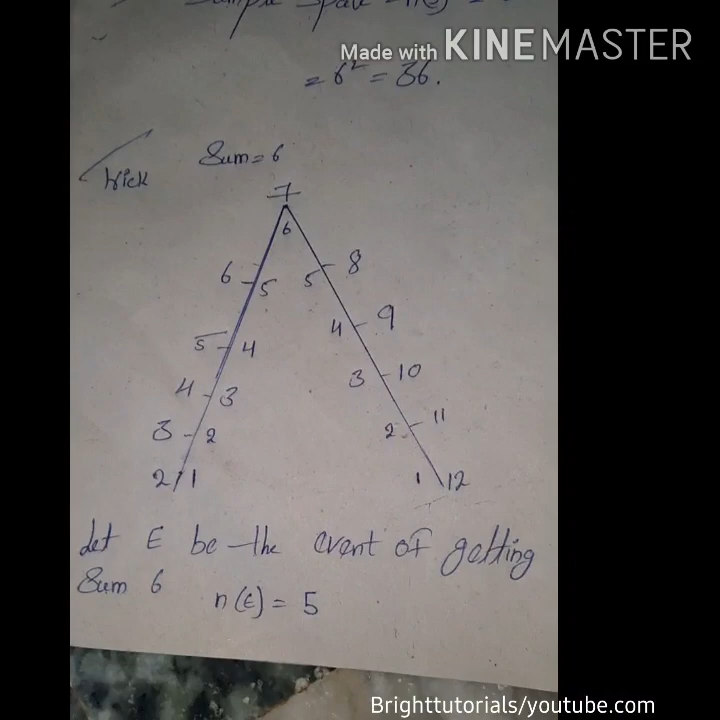 Sample Space
Made with KINEMASTER
= 6² = 36.
trick Sum = 6
7
6
6 5 5 8
5 4 4 9
4 3 3 10
3 2 2 11
2 1 1 12
Let E be the event of getting
Sum 6 n(E) = 5
Brighttutorials/youtube.com